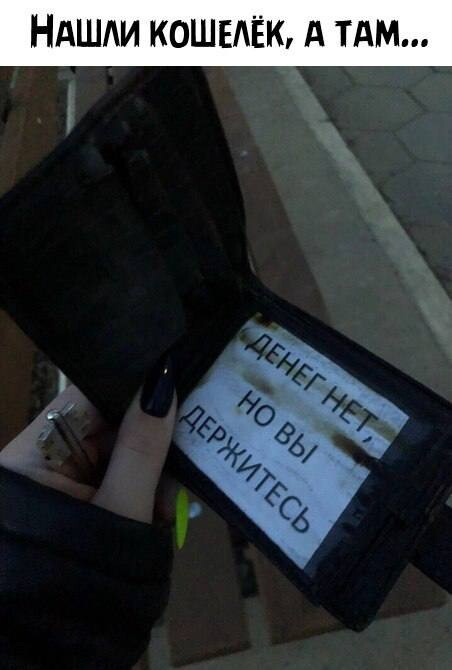 Нашли кошелёк, а там...
ДЕНЕГ НЕТ,
НО ВЫ
ДЕРЖИТЕСЬ